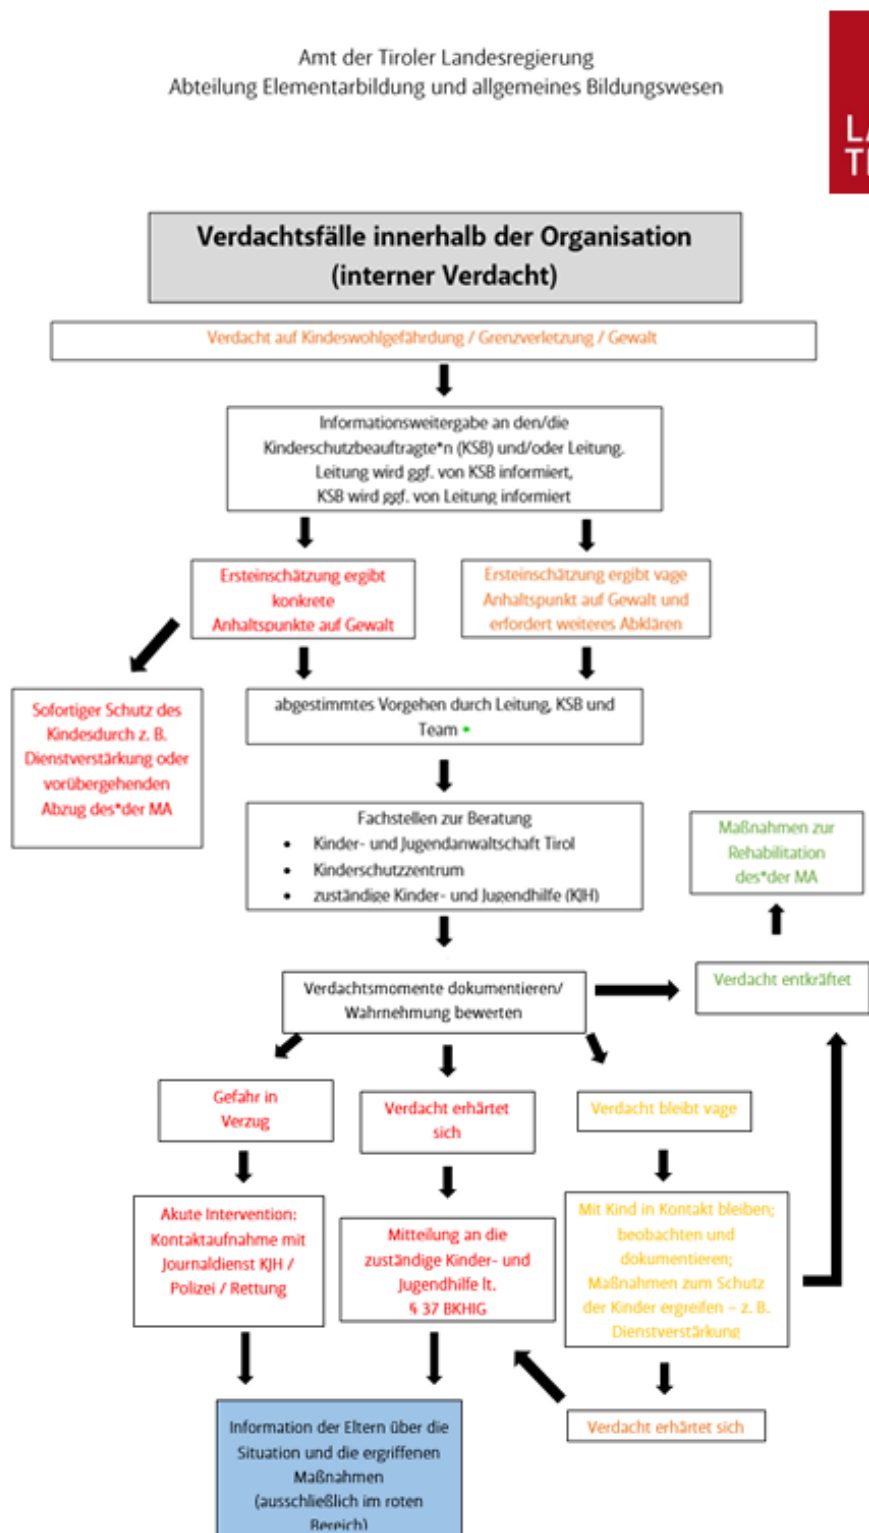 Amt der Tiroler Landesregierung
Abteilung Elementarbildung und allgemeines Bildungswesen
Verdachtsfälle innerhalb der Organisation
(interner Verdacht)
Verdacht auf Kindeswohlgefährdung / Grenzverletzung / Gewalt
Informationsweitergabe an den/die
Kinderschutzbeauftragte*n (KSB) und/oder Leitung.
Leitung wird ggf. von KSB informiert,
KSB wird ggf. von Leitung informiert
Ersteinschätzung ergibt
konkrete
Anhaltspunkte auf Gewalt
Ersteinschätzung ergibt vage
Anhaltspunkt auf Gewalt und
erfordert weiteres Abklären
Sofortiger Schutz des
Kindesdurch z. B.
Dienstverstärkung oder
vorübergehenden
Abzug des*der MA
abgestimmtes Vorgehen durch Leitung, KSB und
Team *
Fachstellen zur Beratung
• Kinder- und Jugendanwaltschaft Tirol
• Kinderschutzzentrum
• zuständige Kinder- und Jugendhilfe (KJH)
Maßnahmen zur
Rehabilitation
des*der MA
Verdacht entkräftet
Verdachtsmomente dokumentieren/
Wahrnehmung bewerten
Gefahr in
Verzug
Verdacht erhärtet
sich
Verdacht bleibt vage
Akute Intervention:
Kontaktaufnahme mit
Journaldienst KJH /
Polizei / Rettung
Mitteilung an die
zuständige Kinder- und
Jugendhilfe lt.
§ 37 BKHIG
Mit Kind in Kontakt bleiben;
beobachten und
dokumentieren;
Maßnahmen zum Schutz
der Kinder ergreifen – z. B.
Dienstverstärkung
Verdacht erhärtet sich
Information der Eltern über die
Situation und die ergriffenen
Maßnahmen
(ausschließlich im roten
Bereich)